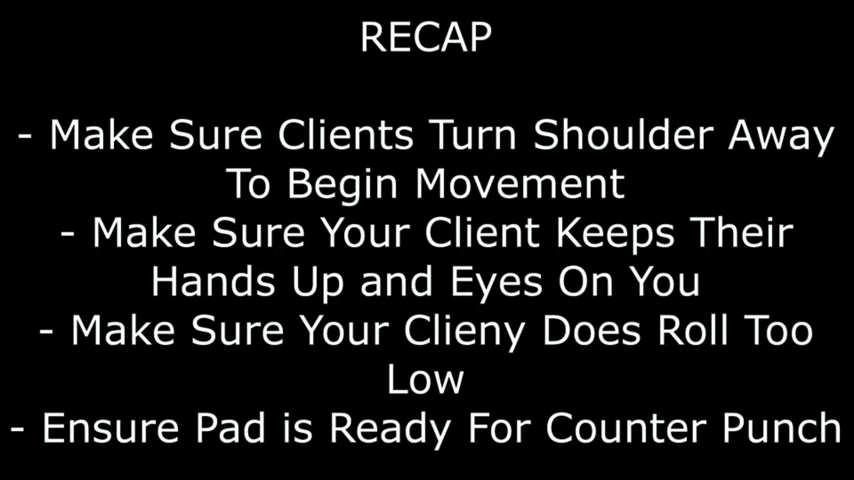 RECAP
- Make Sure Clients Turn Shoulder Away
To Begin Movement
- Make Sure Your Client Keeps Their
Hands Up and Eyes On You
- Make Sure Your Clieny Does Roll Too
Low
- Ensure Pad is Ready For Counter Punch